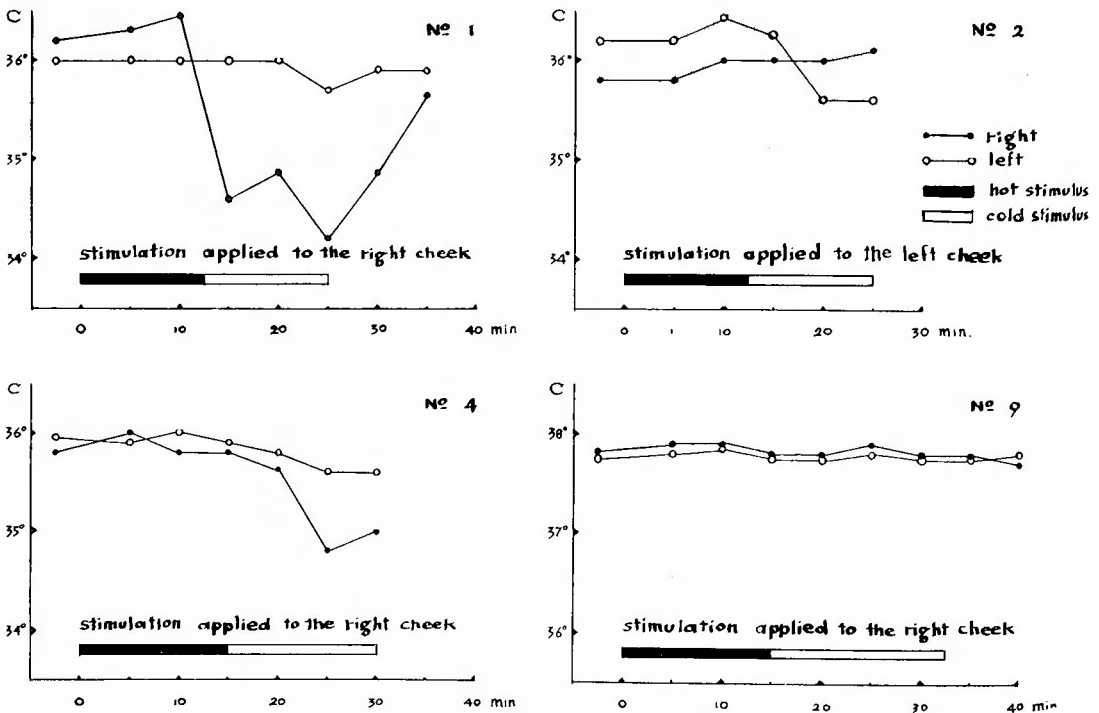 C
Nº 1
36°
35°
34°
stimulation applied to the right cheek
0 10 20 30 40 min
C
Nº 2
36°
35°
34°
right
left
hot stimulus
cold stimulus
stimulation applied to the left cheek
0 1 10 20 30 min.
C
Nº 4
36°
35°
34°
stimulation applied to the right cheek
0 10 20 30 40 min
C
Nº 9
38°
37°
36°
stimulation applied to the right cheek
0 10 20 30 40 min